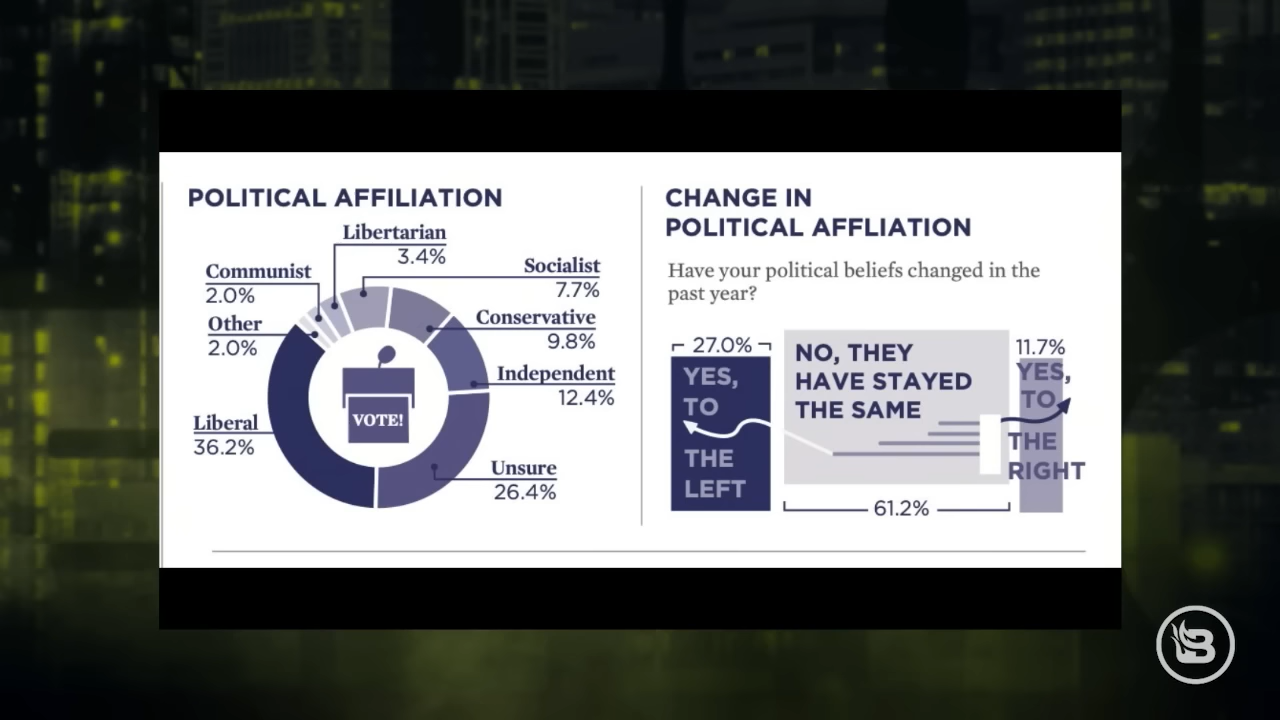 POLITICAL AFFILIATION
Libertarian
3.4%
Socialist
7.7%
Communist
2.0%
Conservative
9.8%
Other
2.0%
Independent
12.4%
VOTE!
Liberal
36.2%
Unsure
26.4%
CHANGE IN
POLITICAL AFFLIATION
Have your political beliefs changed in the
past year?
27.0%
YES,
TO
THE
LEFT
NO, THEY
HAVE STAYED
THE SAME
61.2%
11.7%
YES,
TO
THE
RIGHT
B